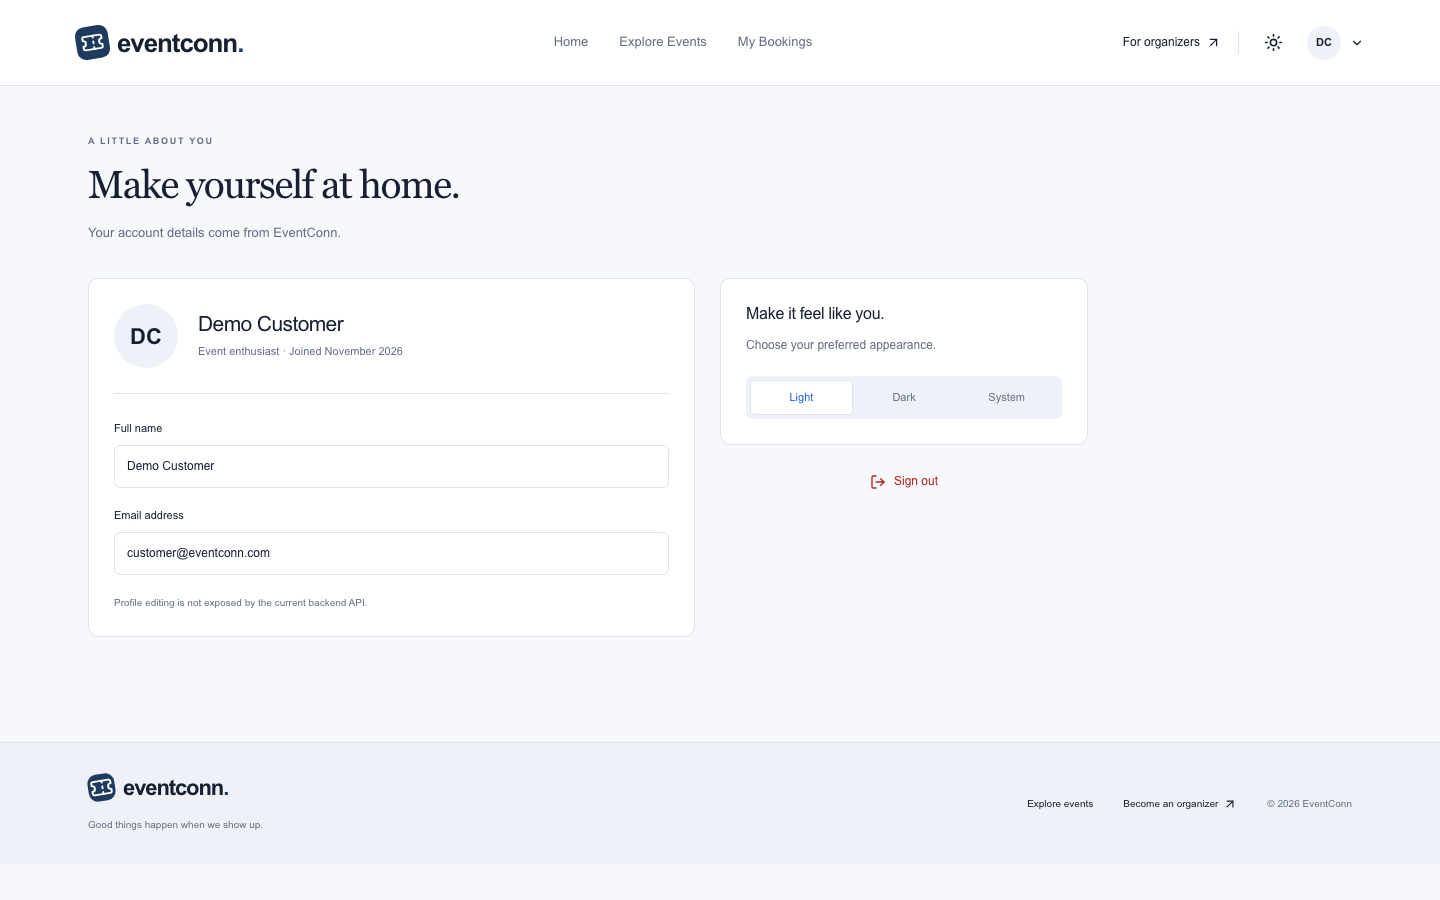 eventconn.
Home
Explore Events
My Bookings
For organizers
DC
A LITTLE ABOUT YOU
Make yourself at home.
Your account details come from EventConn.
DC
Demo Customer
Event enthusiast · Joined November 2026
Full name
Demo Customer
Email address
customer@eventconn.com
Profile editing is not exposed by the current backend API.
Make it feel like you.
Choose your preferred appearance.
Light
Dark
System
Sign out
eventconn.
Good things happen when we show up.
Explore events
Become an organizer
© 2026 EventConn